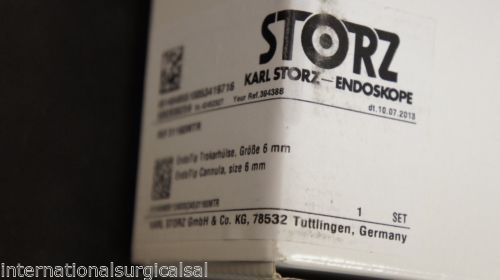 STORZ
KARL STORZ—ENDOSKOPE
Your Ref.394388
dt.10.07.2013
EndoTip Trokarhülse, Größe 6 mm
EndoTip Cannula, size 6 mm
1 SET
KARL STORZ GmbH & Co. KG, 78532 Tuttlingen, Germany
internationalsurgicalsal